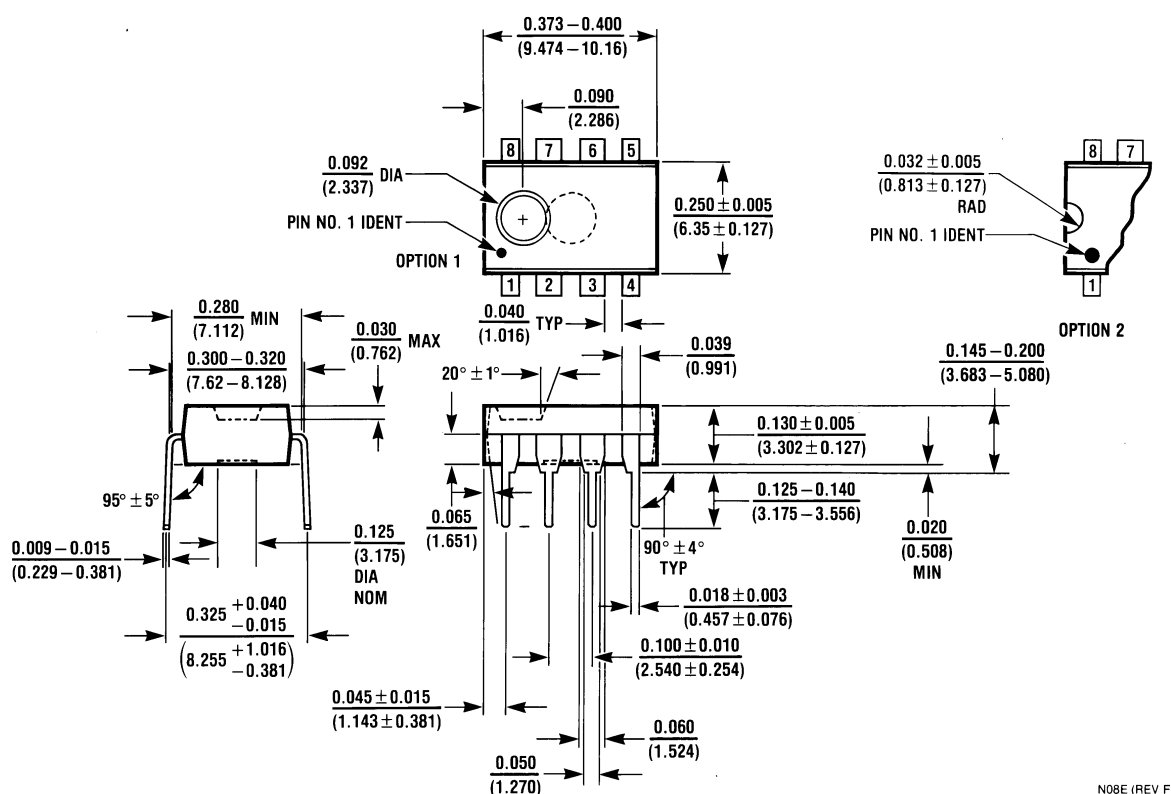 0.373 – 0.400
(9.474 – 10.16)
0.090
(2.286)
8 7 6 5
0.092
(2.337)
DIA
PIN NO. 1 IDENT
OPTION 1
1 2 3 4
0.250 ± 0.005
(6.35 ± 0.127)
8 7
0.032 ± 0.005
(0.813 ± 0.127)
RAD
PIN NO. 1 IDENT
1
OPTION 2
0.280
(7.112)
MIN
0.300 – 0.320
(7.62 – 8.128)
0.030
(0.762)
MAX
0.040
(1.016)
TYP
0.039
(0.991)
20° ± 1°
0.145 – 0.200
(3.683 – 5.080)
0.130 ± 0.005
(3.302 ± 0.127)
0.125 – 0.140
(3.175 – 3.556)
0.020
(0.508)
MIN
95° ± 5°
0.065
(1.651)
90° ± 4°
TYP
0.009 – 0.015
(0.229 – 0.381)
0.125
(3.175)
DIA
NOM
0.018 ± 0.003
(0.457 ± 0.076)
0.325 +0.040
−0.015
(8.255 +1.016
−0.381)
0.100 ± 0.010
(2.540 ± 0.254)
0.045 ± 0.015
(1.143 ± 0.381)
0.060
(1.524)
0.050
(1.270)
N08E (REV F